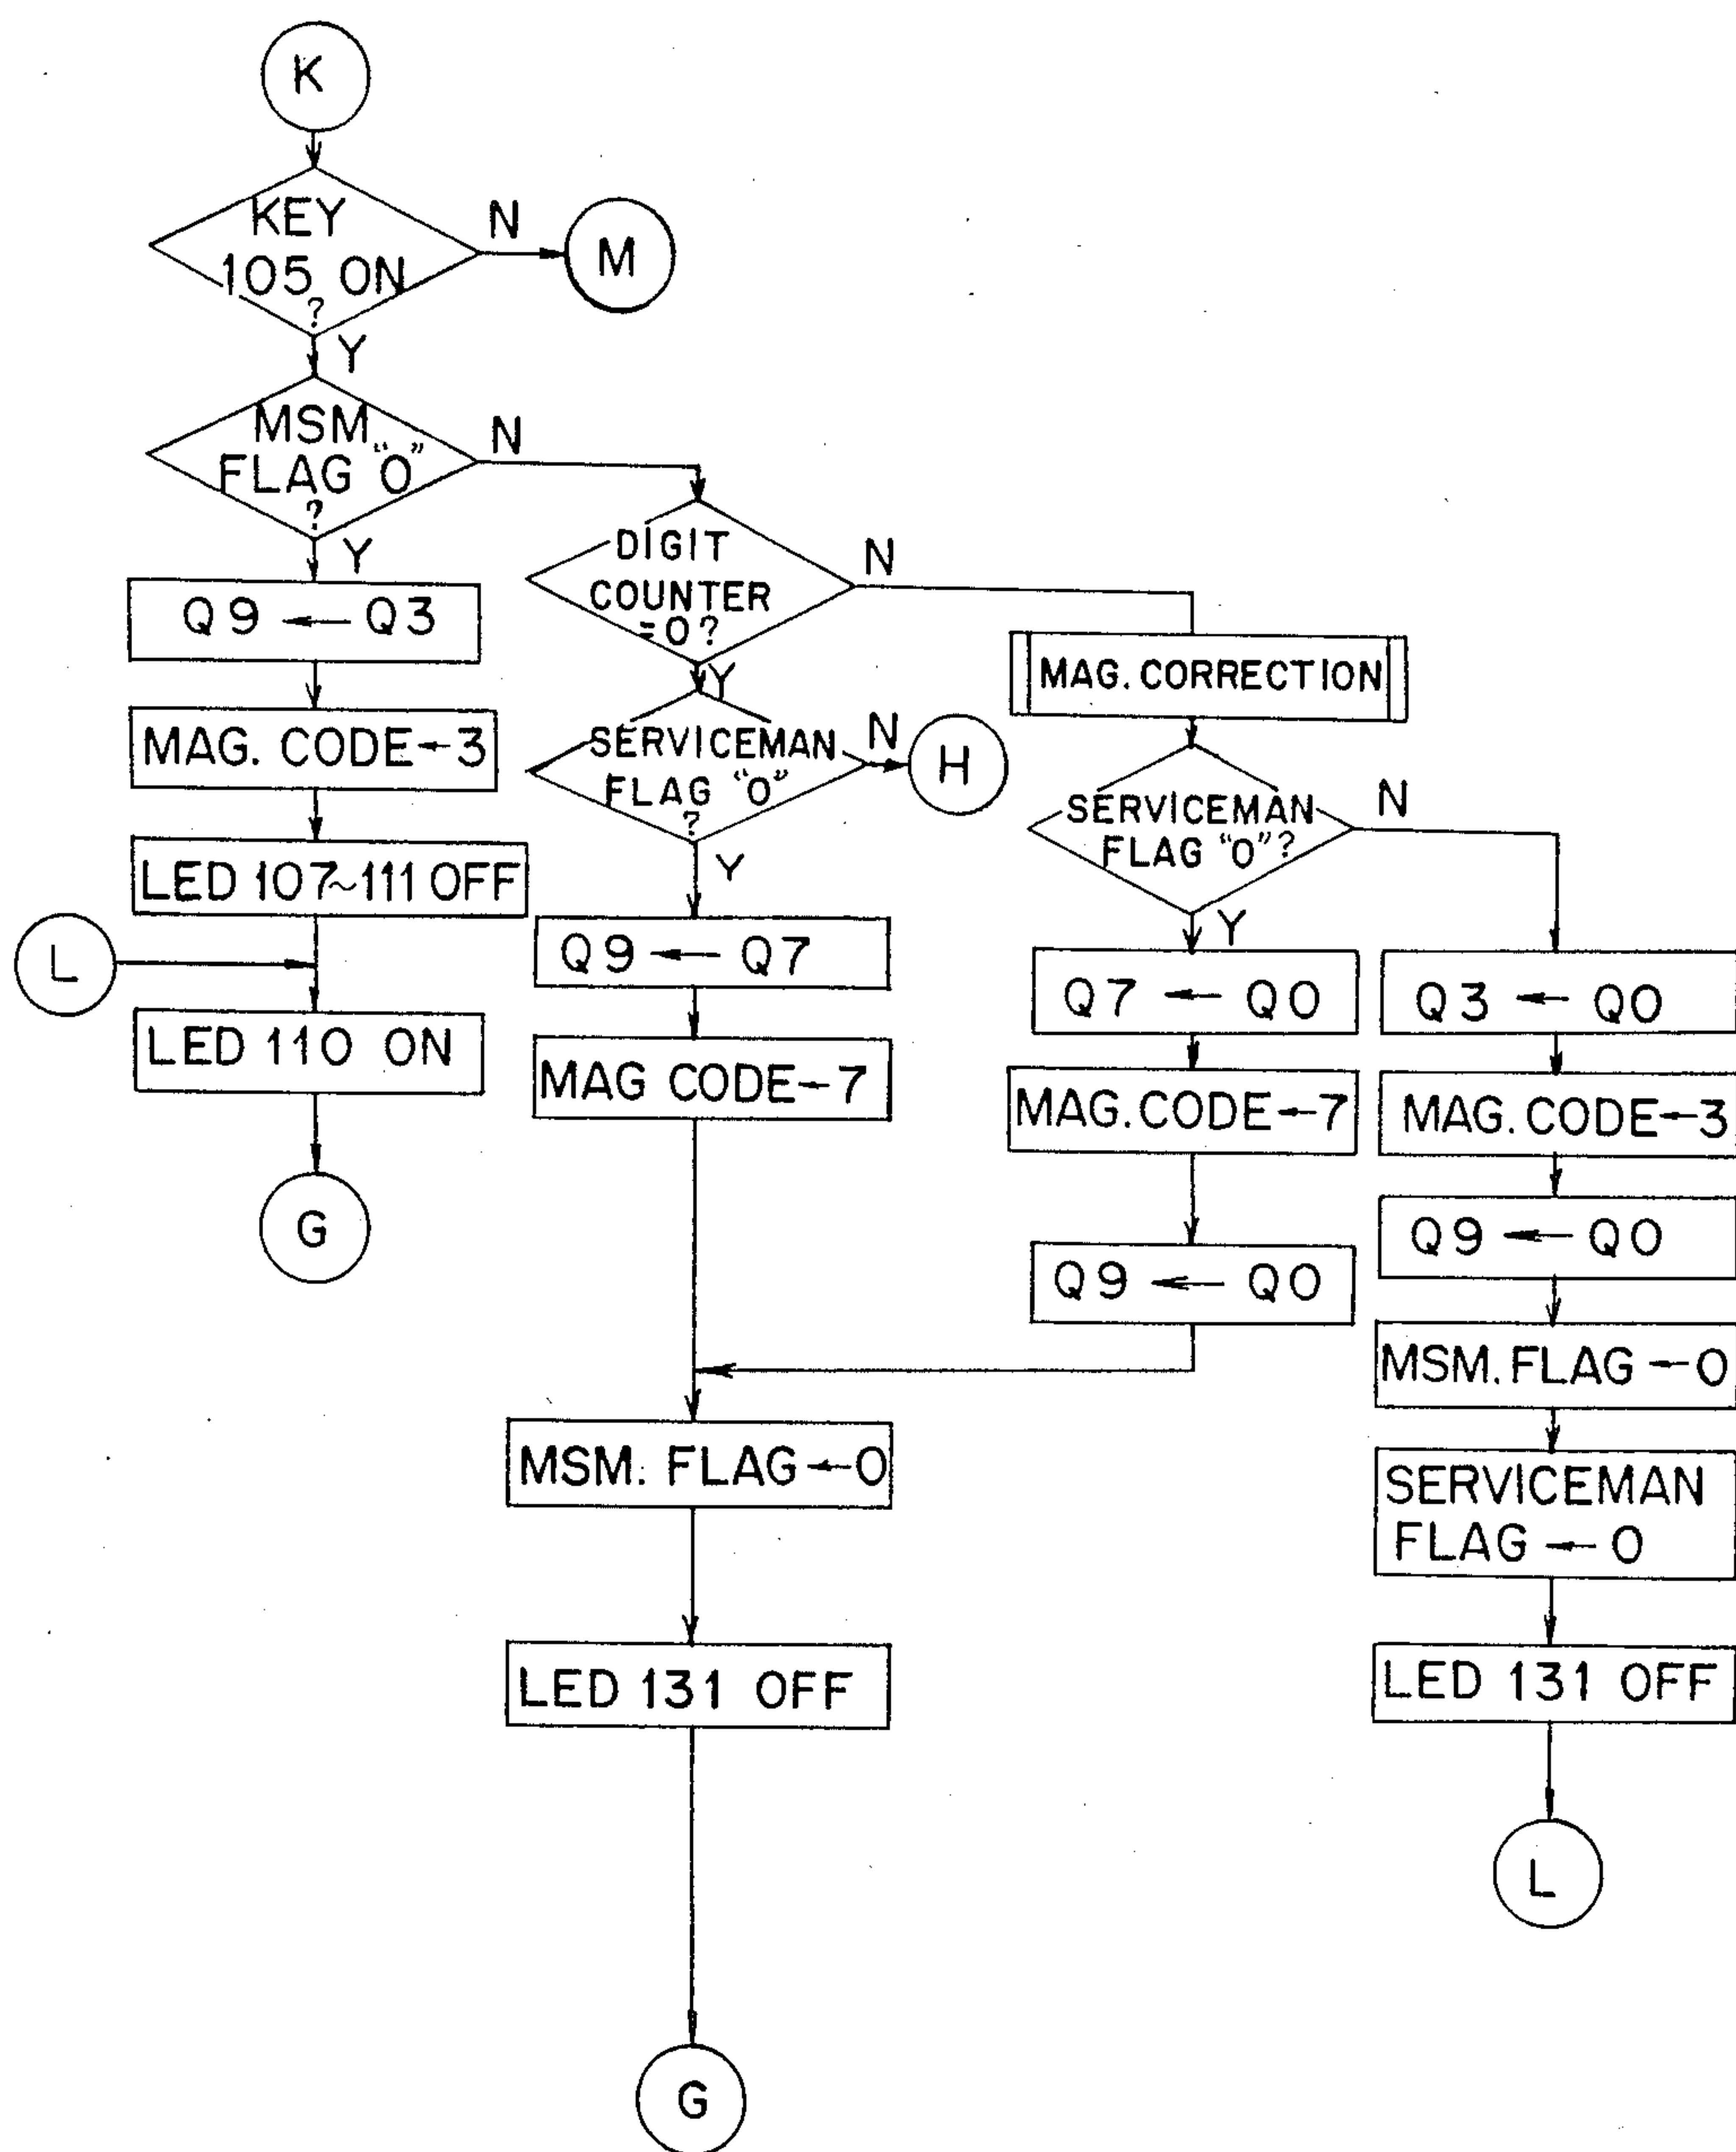 K
KEY
105 ON
?
N
M
Y
MSM
FLAG "0"
?
N
Y
Q9 ← Q3
MAG. CODE←3
LED 107~111 OFF
L
LED 110 ON
G
DIGIT
COUNTER
=0?
N
Y
SERVICEMAN
FLAG "0"
?
N
H
Y
Q9 ← Q7
MAG CODE←7
MSM. FLAG ←0
LED 131 OFF
G
MAG. CORRECTION
SERVICEMAN
FLAG "0"?
N
Y
Q7 ← Q0
MAG. CODE←7
Q9 ← Q0
Q3 ← Q0
MAG. CODE←3
Q9 ← Q0
MSM. FLAG ←0
SERVICEMAN
FLAG ← 0
LED 131 OFF
L